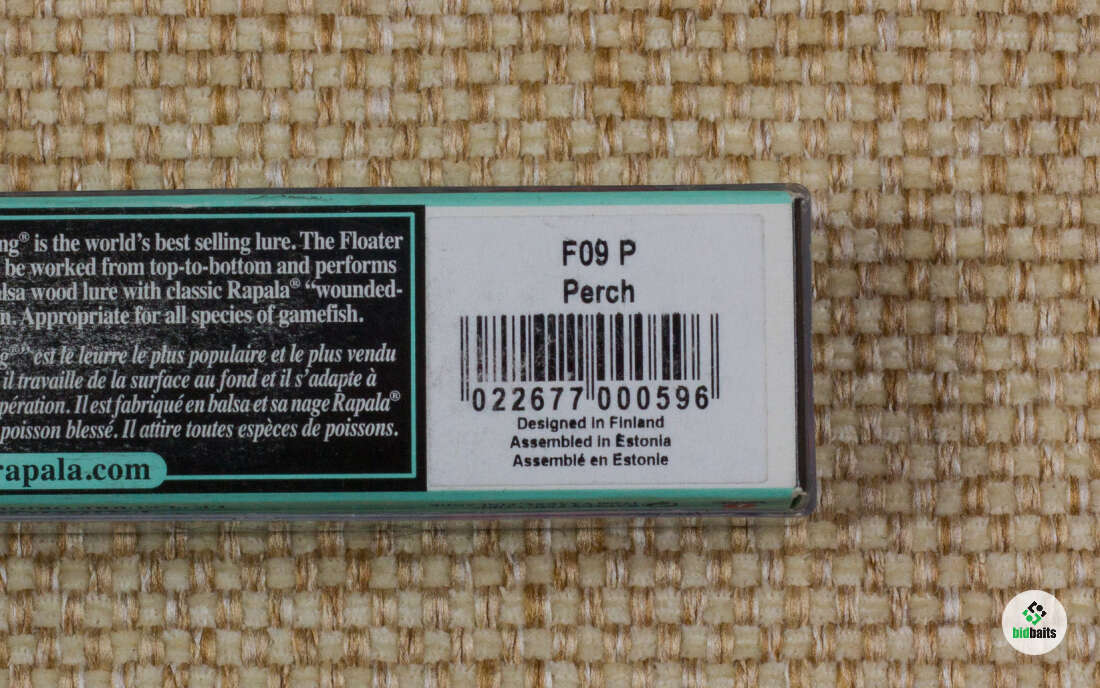 ng® is the world's best selling lure. The Floater
be worked from top-to-bottom and performs
lsa wood lure with classic Rapala® “wounded-
n. Appropriate for all species of gamefish.
g®” est le leurre le plus populaire et le plus vendu
il travaille de la surface au fond et il s'adapte à
pération. Il est fabriqué en balsa et sa nage Rapala®
poisson blessé. Il attire toutes espèces de poissons.
rapala.com
F09 P
Perch
022677 000596
Designed in Finland
Assembled in Estonia
Assemblé en Estonie
bidbaits